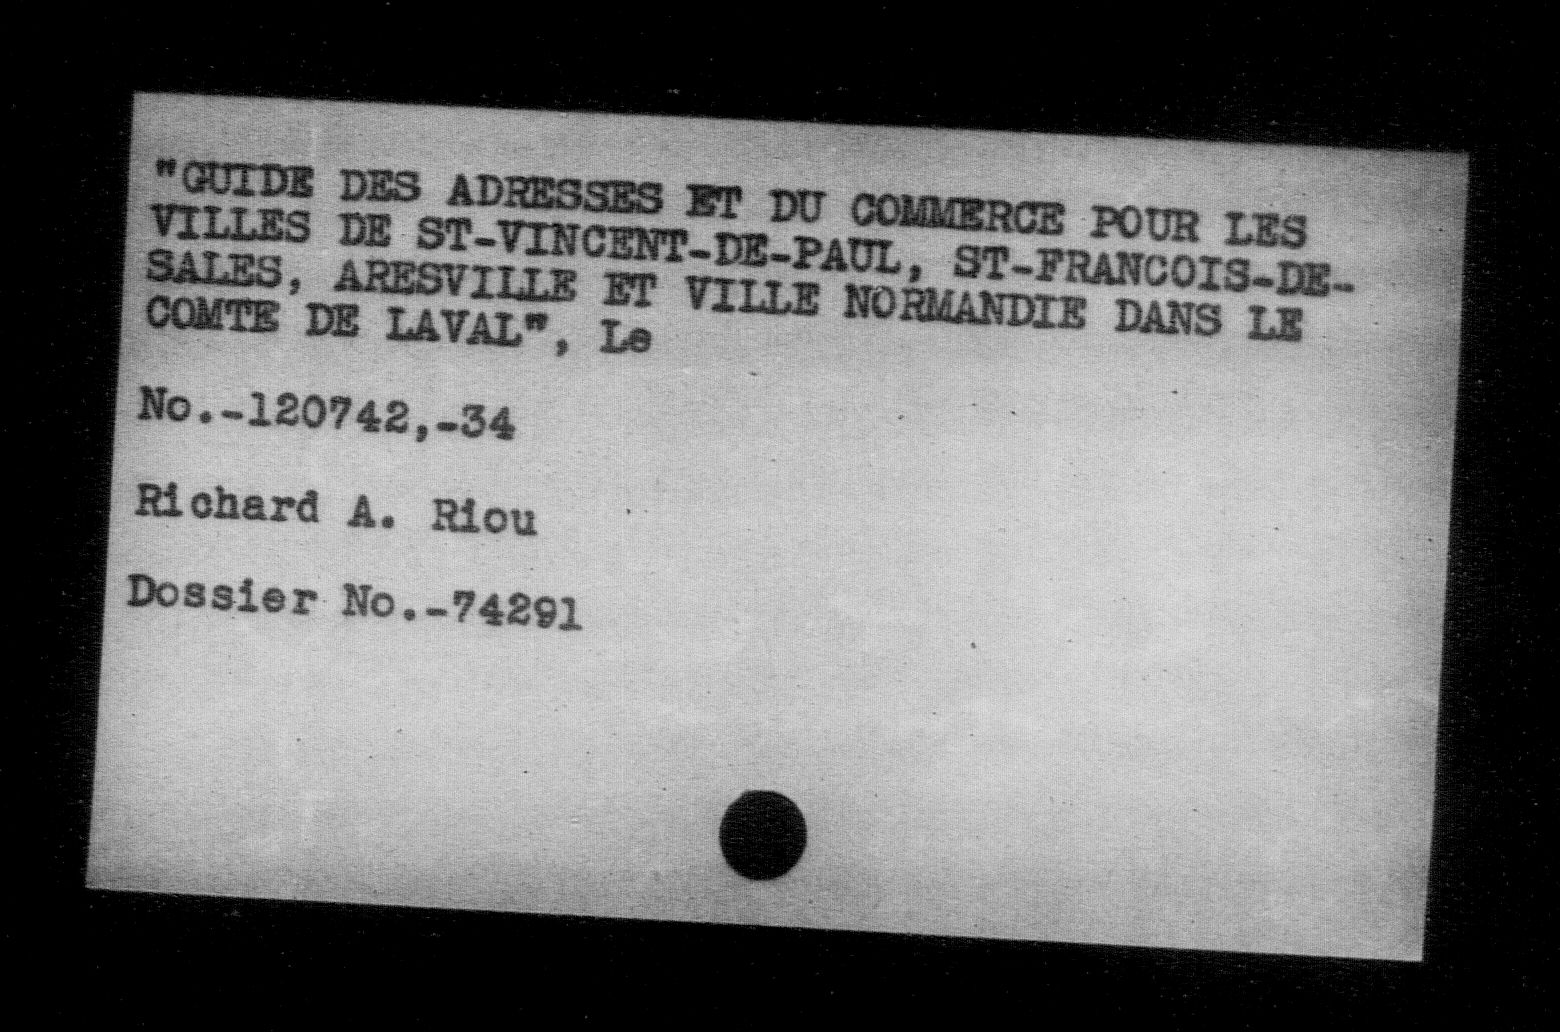 "GUIDE DES ADRESSES ET DU COMMERCE POUR LES
VILLES DE ST-VINCENT-DE-PAUL, ST-FRANCOIS-DE-
SALES, ARESVILLE ET VILLE NORMANDIE DANS LE
COMTE DE LAVAL", Le
No.-120742,-34
Richard A. Riou
Dossier No.-74291